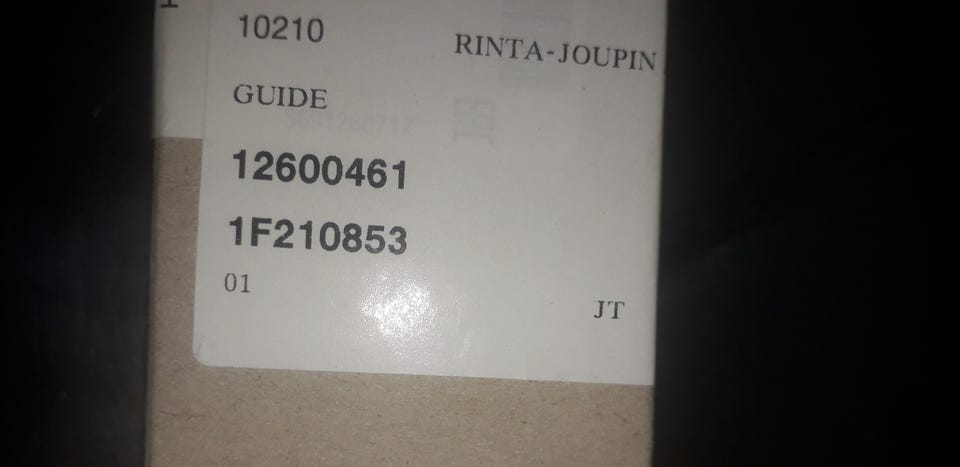 10210 RINTA-JOUPIN
GUIDE
12600461
1F210853
01 JT